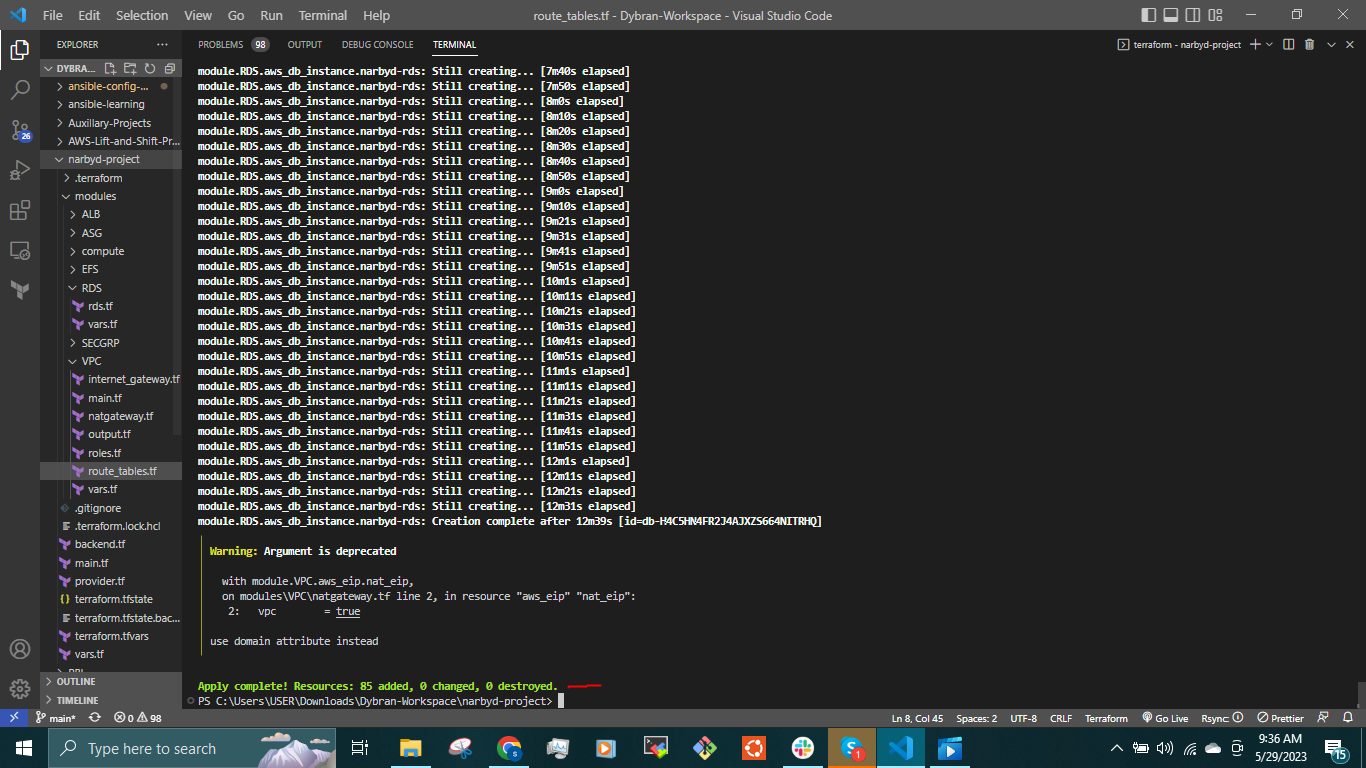 File Edit Selection View Go Run Terminal Help
route_tables.tf - Dybran-Workspace - Visual Studio Code
EXPLORER
DYBRA...
ansible-config-...
ansible-learning
Auxillary-Projects
AWS-Lift-and-Shift-Pr...
narbyd-project
.terraform
modules
ALB
ASG
compute
EFS
RDS
rds.tf
vars.tf
SECGRP
VPC
internet_gateway.tf
main.tf
natgateway.tf
output.tf
roles.tf
route_tables.tf
vars.tf
.gitignore
.terraform.lock.hcl
backend.tf
main.tf
provider.tf
terraform.tfstate
terraform.tfstate.bac...
terraform.tfvars
vars.tf
OUTLINE
TIMELINE
26
PROBLEMS 98 OUTPUT DEBUG CONSOLE TERMINAL
terraform - narbyd-project
module.RDS.aws_db_instance.narbyd-rds: Still creating... [7m40s elapsed]
module.RDS.aws_db_instance.narbyd-rds: Still creating... [7m50s elapsed]
module.RDS.aws_db_instance.narbyd-rds: Still creating... [8m0s elapsed]
module.RDS.aws_db_instance.narbyd-rds: Still creating... [8m10s elapsed]
module.RDS.aws_db_instance.narbyd-rds: Still creating... [8m20s elapsed]
module.RDS.aws_db_instance.narbyd-rds: Still creating... [8m30s elapsed]
module.RDS.aws_db_instance.narbyd-rds: Still creating... [8m40s elapsed]
module.RDS.aws_db_instance.narbyd-rds: Still creating... [8m50s elapsed]
module.RDS.aws_db_instance.narbyd-rds: Still creating... [9m0s elapsed]
module.RDS.aws_db_instance.narbyd-rds: Still creating... [9m10s elapsed]
module.RDS.aws_db_instance.narbyd-rds: Still creating... [9m21s elapsed]
module.RDS.aws_db_instance.narbyd-rds: Still creating... [9m31s elapsed]
module.RDS.aws_db_instance.narbyd-rds: Still creating... [9m41s elapsed]
module.RDS.aws_db_instance.narbyd-rds: Still creating... [9m51s elapsed]
module.RDS.aws_db_instance.narbyd-rds: Still creating... [10m1s elapsed]
module.RDS.aws_db_instance.narbyd-rds: Still creating... [10m11s elapsed]
module.RDS.aws_db_instance.narbyd-rds: Still creating... [10m21s elapsed]
module.RDS.aws_db_instance.narbyd-rds: Still creating... [10m31s elapsed]
module.RDS.aws_db_instance.narbyd-rds: Still creating... [10m41s elapsed]
module.RDS.aws_db_instance.narbyd-rds: Still creating... [10m51s elapsed]
module.RDS.aws_db_instance.narbyd-rds: Still creating... [11m1s elapsed]
module.RDS.aws_db_instance.narbyd-rds: Still creating... [11m11s elapsed]
module.RDS.aws_db_instance.narbyd-rds: Still creating... [11m21s elapsed]
module.RDS.aws_db_instance.narbyd-rds: Still creating... [11m31s elapsed]
module.RDS.aws_db_instance.narbyd-rds: Still creating... [11m41s elapsed]
module.RDS.aws_db_instance.narbyd-rds: Still creating... [11m51s elapsed]
module.RDS.aws_db_instance.narbyd-rds: Still creating... [12m1s elapsed]
module.RDS.aws_db_instance.narbyd-rds: Still creating... [12m11s elapsed]
module.RDS.aws_db_instance.narbyd-rds: Still creating... [12m21s elapsed]
module.RDS.aws_db_instance.narbyd-rds: Still creating... [12m31s elapsed]
module.RDS.aws_db_instance.narbyd-rds: Creation complete after 12m39s [id=db-H4C5HN4FR2J4AJXZS664NITRHQ]
Warning: Argument is deprecated
with module.VPC.aws_eip.nat_eip,
on modules\VPC\natgateway.tf line 2, in resource "aws_eip" "nat_eip":
2: vpc = true
use domain attribute instead
Apply complete! Resources: 85 added, 0 changed, 0 destroyed.
PS C:\Users\USER\Downloads\Dybran-Workspace\narbyd-project>
main* 0 98
Ln 8, Col 45 Spaces: 2 UTF-8 CRLF Terraform Go Live Rsync: Prettier
Type here to search
1
9:36 AM
5/29/2023
15